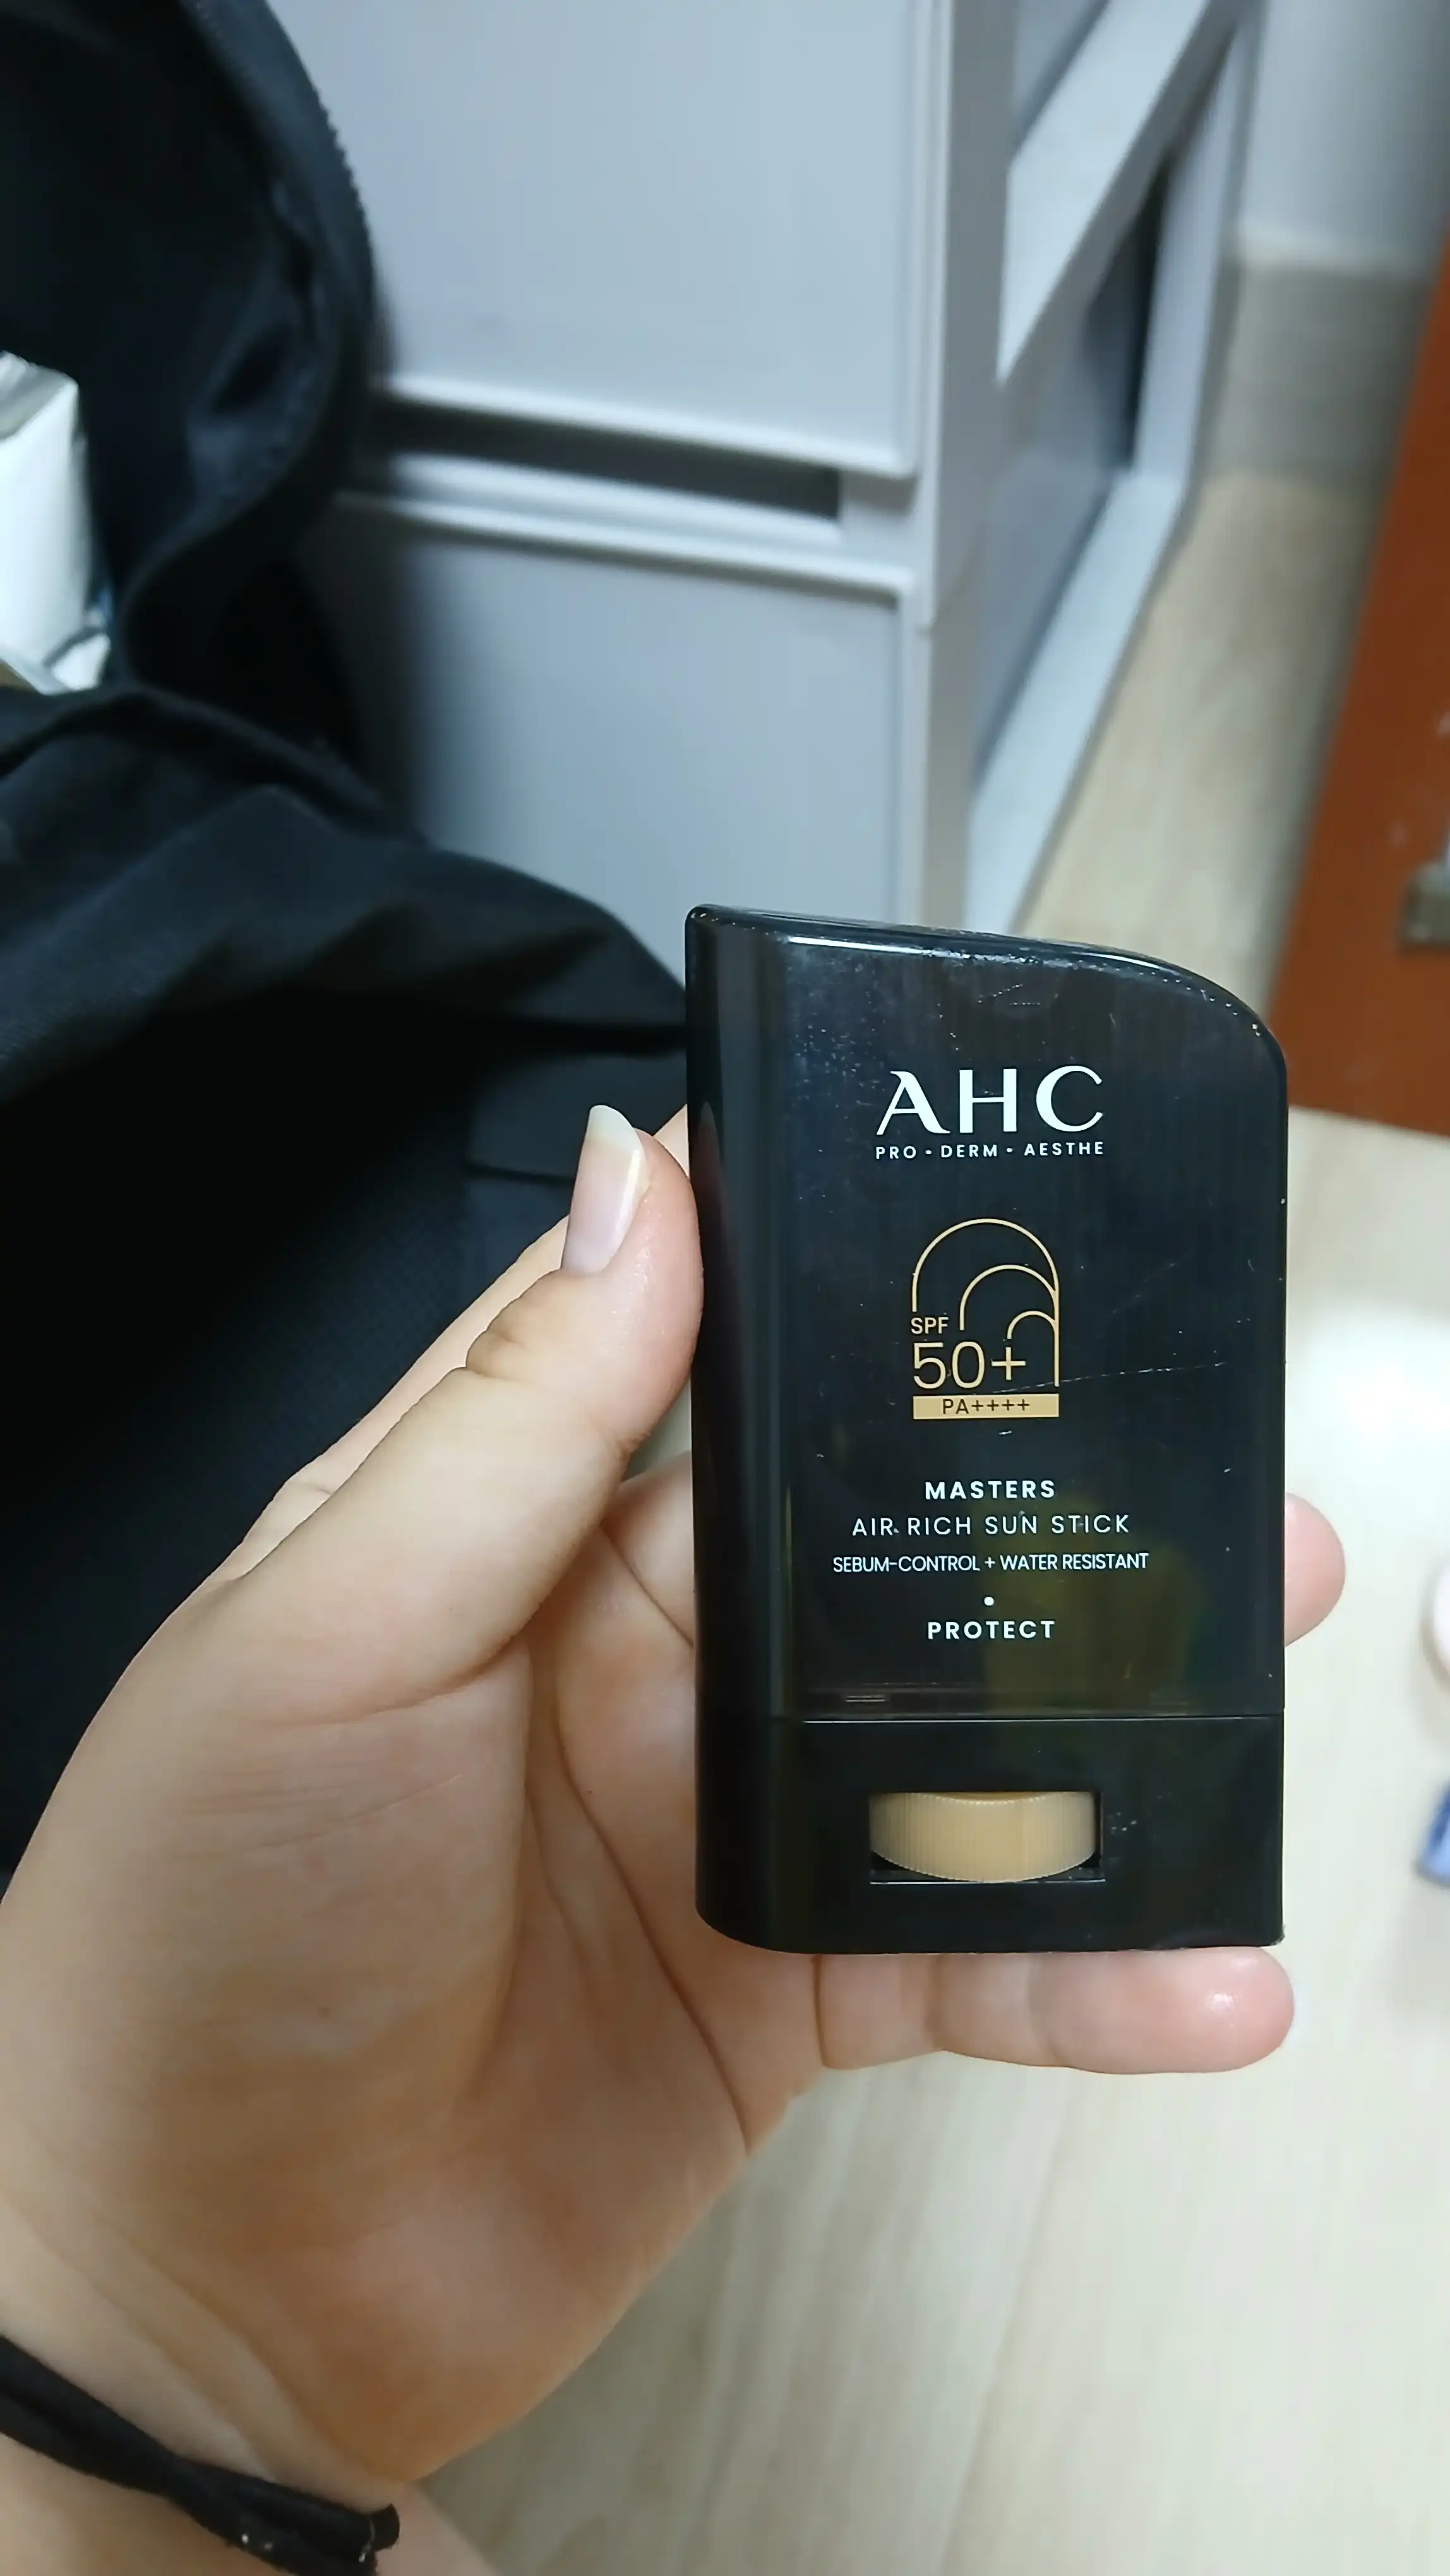 AHC
PRO • DERM • AESTHE
SPF
50+
PA++++
MASTERS
AIR RICH SUN STICK
SEBUM-CONTROL + WATER RESISTANT
•
PROTECT